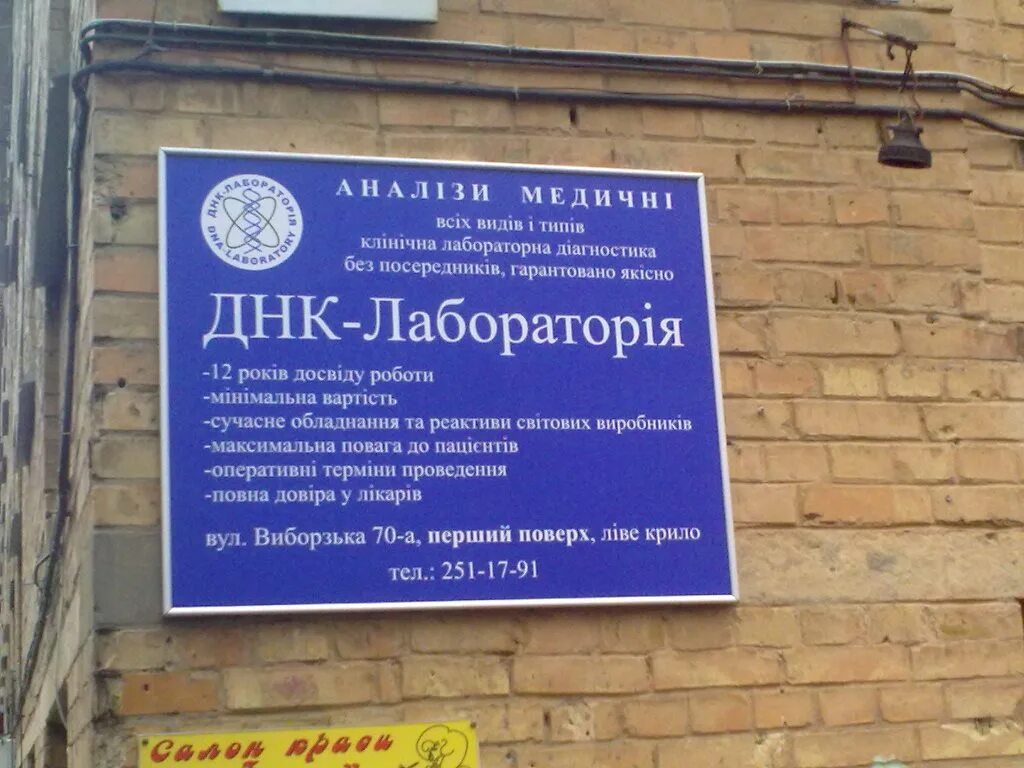 ДНК-ЛАБОРАТОРІЯ
DNA-LABORATORY
АНАЛІЗИ МЕДИЧНІ
всіх видів і типів
клінічна лабораторна діагностика
без посередників, гарантовано якісно
ДНК-Лабораторія
-12 років досвіду роботи
-мінімальна вартість
-сучасне обладнання та реактиви світових виробників
-максимальна повага до пацієнтів
-оперативні терміни проведення
-повна довіра у лікарів
вул. Виборзька 70-а, перший поверх, ліве крило
тел.: 251-17-91
Салон краси